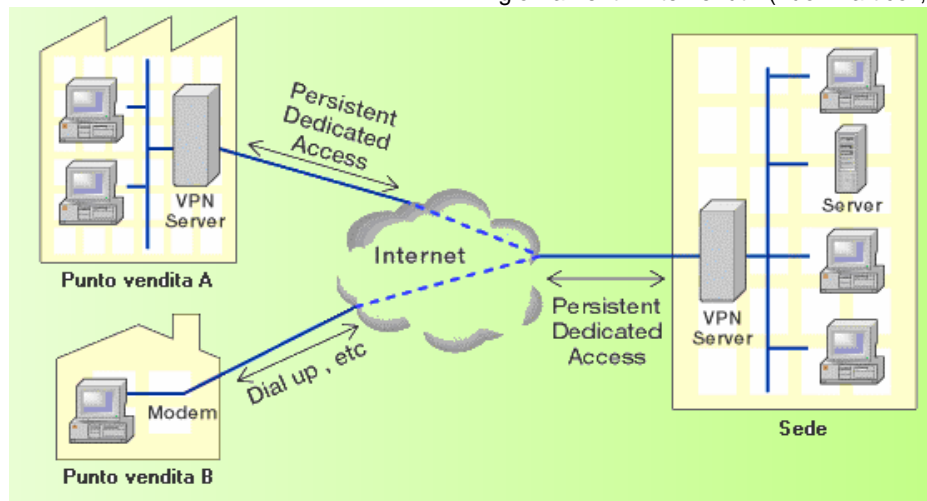 Persistent
Dedicated
Access
VPN
Server
Punto vendita A
Internet
Server
VPN
Server
Persistent
Dedicated
Access
Dial up , etc
Modem
Punto vendita B
Sede